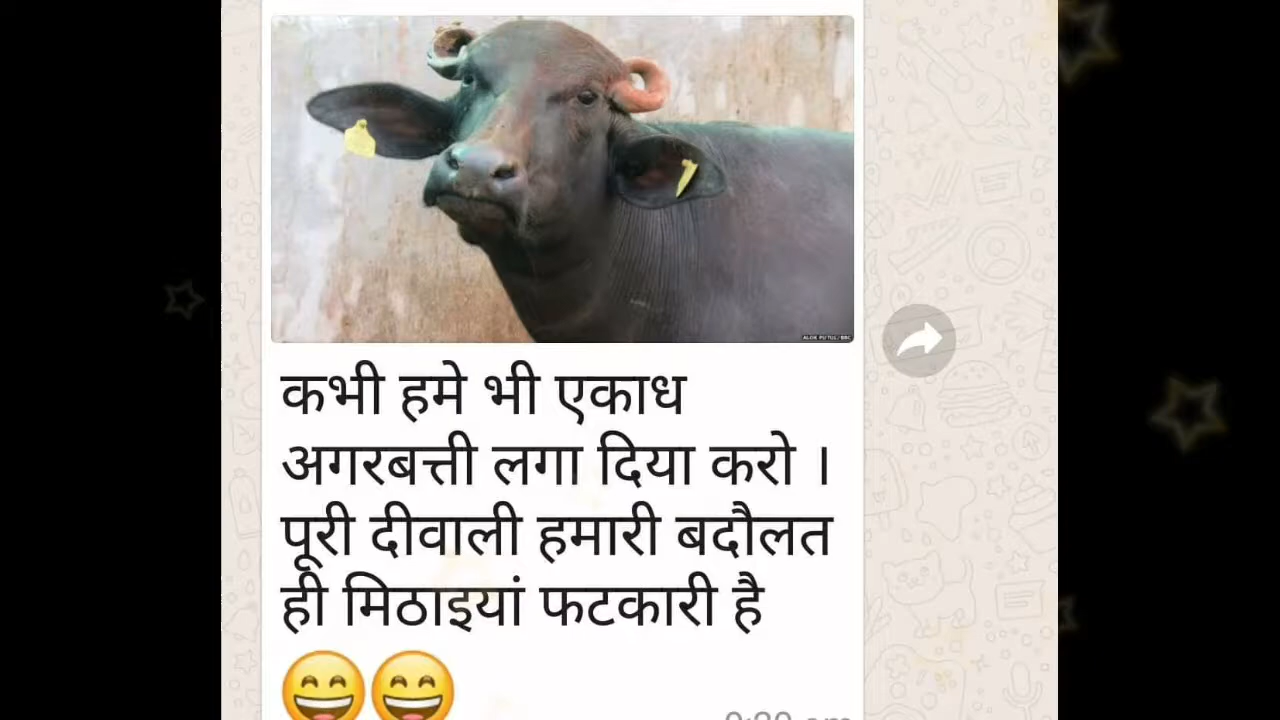 कभी हमे भी एकाध
अगरबत्ती लगा दिया करो ।
पूरी दीवाली हमारी बदौलत
ही मिठाइयां फटकारी है